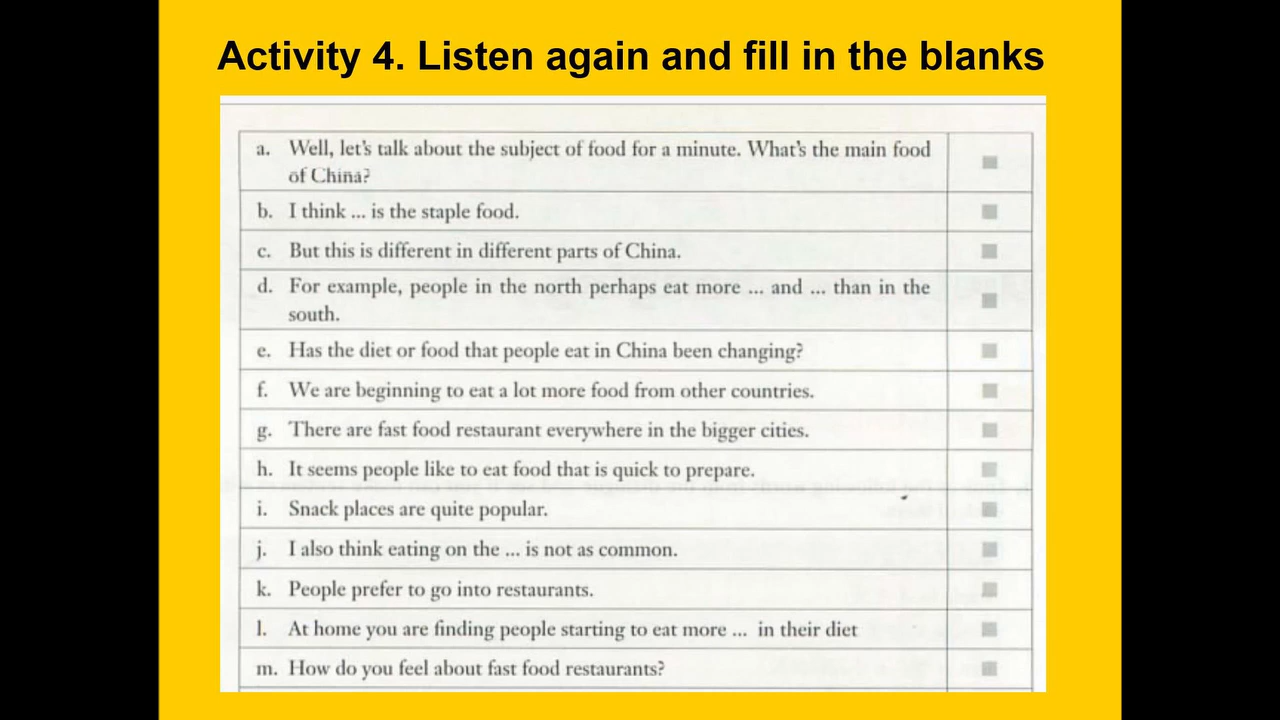 Activity 4. Listen again and fill in the blanks
a. Well, let's talk about the subject of food for a minute. What's the main food
of China?
b. I think ... is the staple food.
c. But this is different in different parts of China.
d. For example, people in the north perhaps eat more ... and ... than in the
south.
e. Has the diet or food that people eat in China been changing?
f. We are beginning to eat a lot more food from other countries.
g. There are fast food restaurant everywhere in the bigger cities.
h. It seems people like to eat food that is quick to prepare.
i. Snack places are quite popular.
j. I also think eating on the ... is not as common.
k. People prefer to go into restaurants.
l. At home you are finding people starting to eat more ... in their diet
m. How do you feel about fast food restaurants?